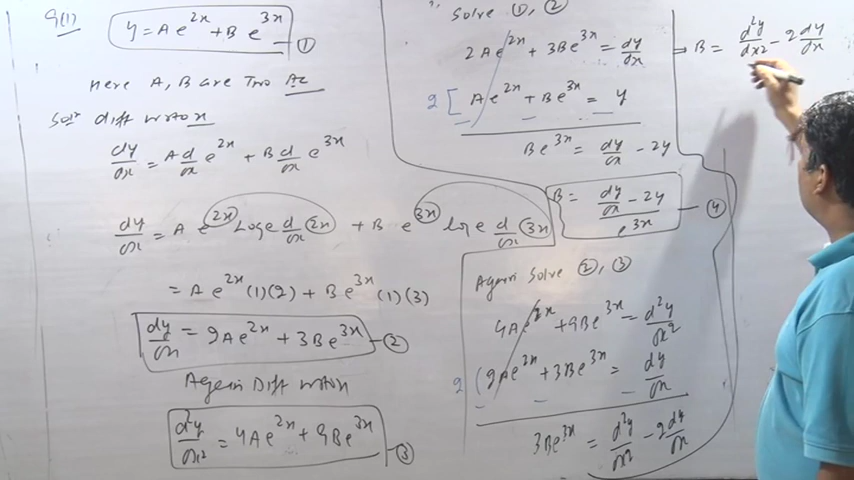 Q(1) y = Ae^{2x} + Be^{3x} — ①
Here A, B are Two AC
Sol^n diff w r to x
dy/dx = A d/dx e^{2x} + B d/dx e^{3x}
dy/dx = A e^{2x} Log e d/dx (2x) + B e^{3x} log e d/dx (3x)
= A e^{2x} (1)(2) + B e^{3x} (1)(3)
dy/dx = 2Ae^{2x} + 3Be^{3x} — ②
Again Diff w r to x
d²y/dx² = 4Ae^{2x} + 9Be^{3x} — ③
Solve ①, ②
2Ae^{2x} + 3Be^{3x} = dy/dx
2 [ Ae^{2x} + Be^{3x} = y
— — —
Be^{3x} = dy/dx - 2y
B = (dy/dx - 2y)/e^{3x} — ④
Again Solve ②, ③
4Ae^{2x} + 9Be^{3x} = d²y/dx²
2 ( 2Ae^{2x} + 3Be^{3x} = dy/dx
— — —
3Be^{3x} = d²y/dx² - 2 dy/dx
⇒ B = d²y/dx² - 2 dy/dx